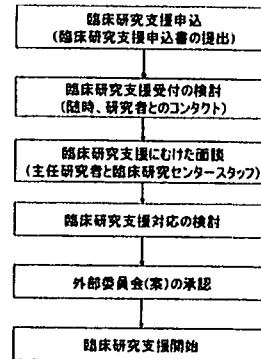 臨床研究支援申込
(臨床研究支援申込書の提出)
臨床研究支援受付の検討
(随時、研究者とのコンタクト)
臨床研究支援にむけた面談
(主任研究者と臨床研究センタースタッフ)
臨床研究支援対応の検討
外部委員会(案)の承認
臨床研究支援開始